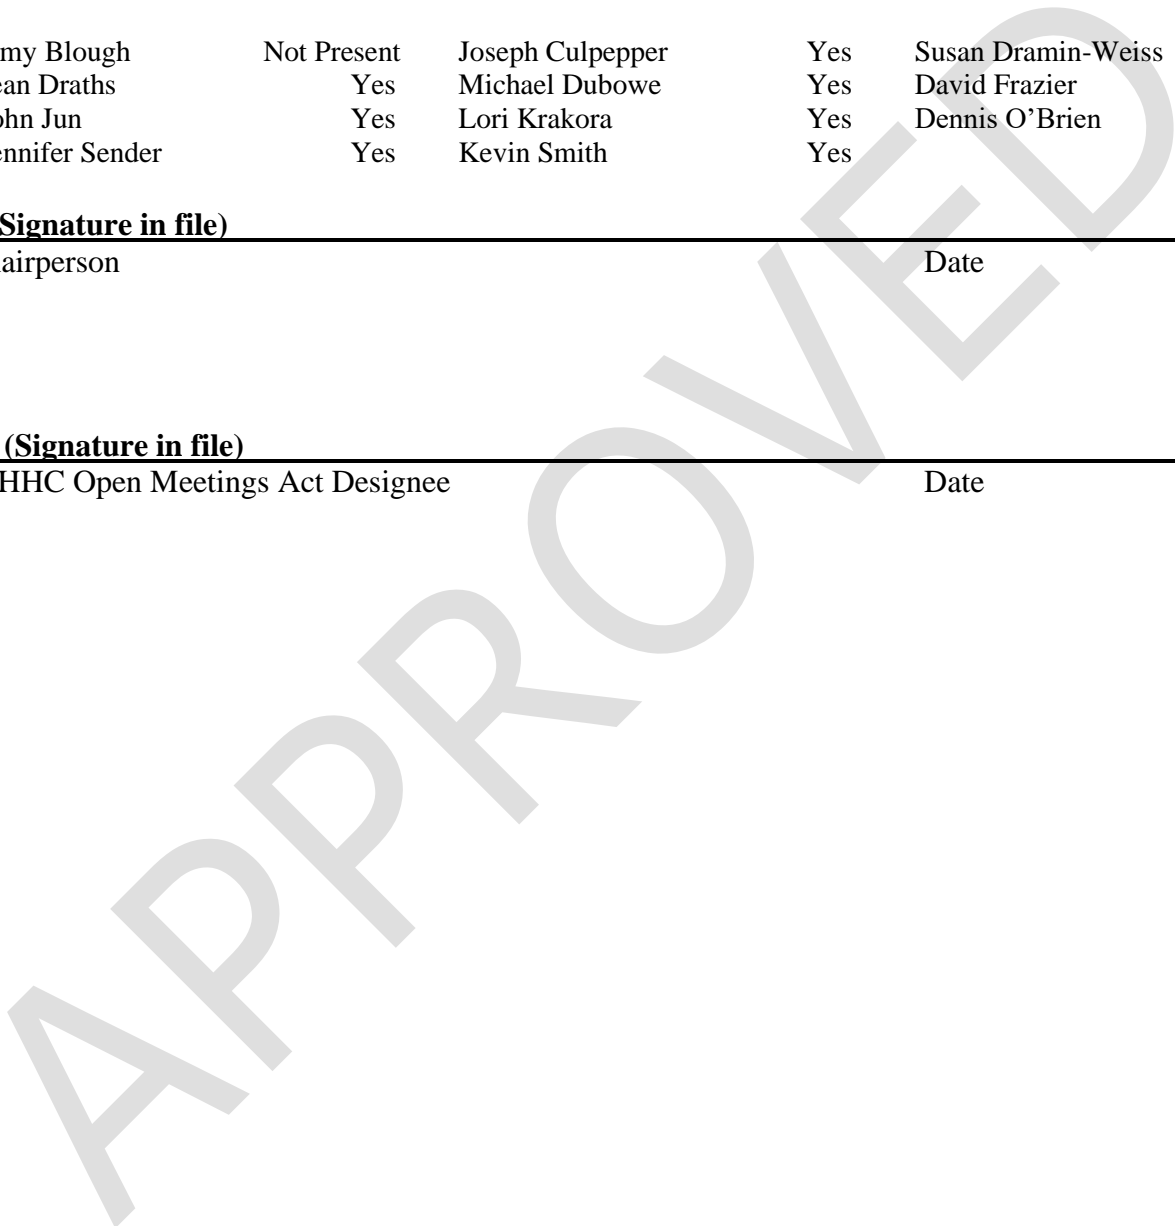 my Blough Not Present Joseph Culpepper Yes Susan Dramin-Weiss
ean Draths Yes Michael Dubowe Yes David Frazier
ohn Jun Yes Lori Krakora Yes Dennis O’Brien
ennifer Sender Yes Kevin Smith Yes
(Signature in file)
airperson Date
(Signature in file)
HHC Open Meetings Act Designee Date
APPROVED